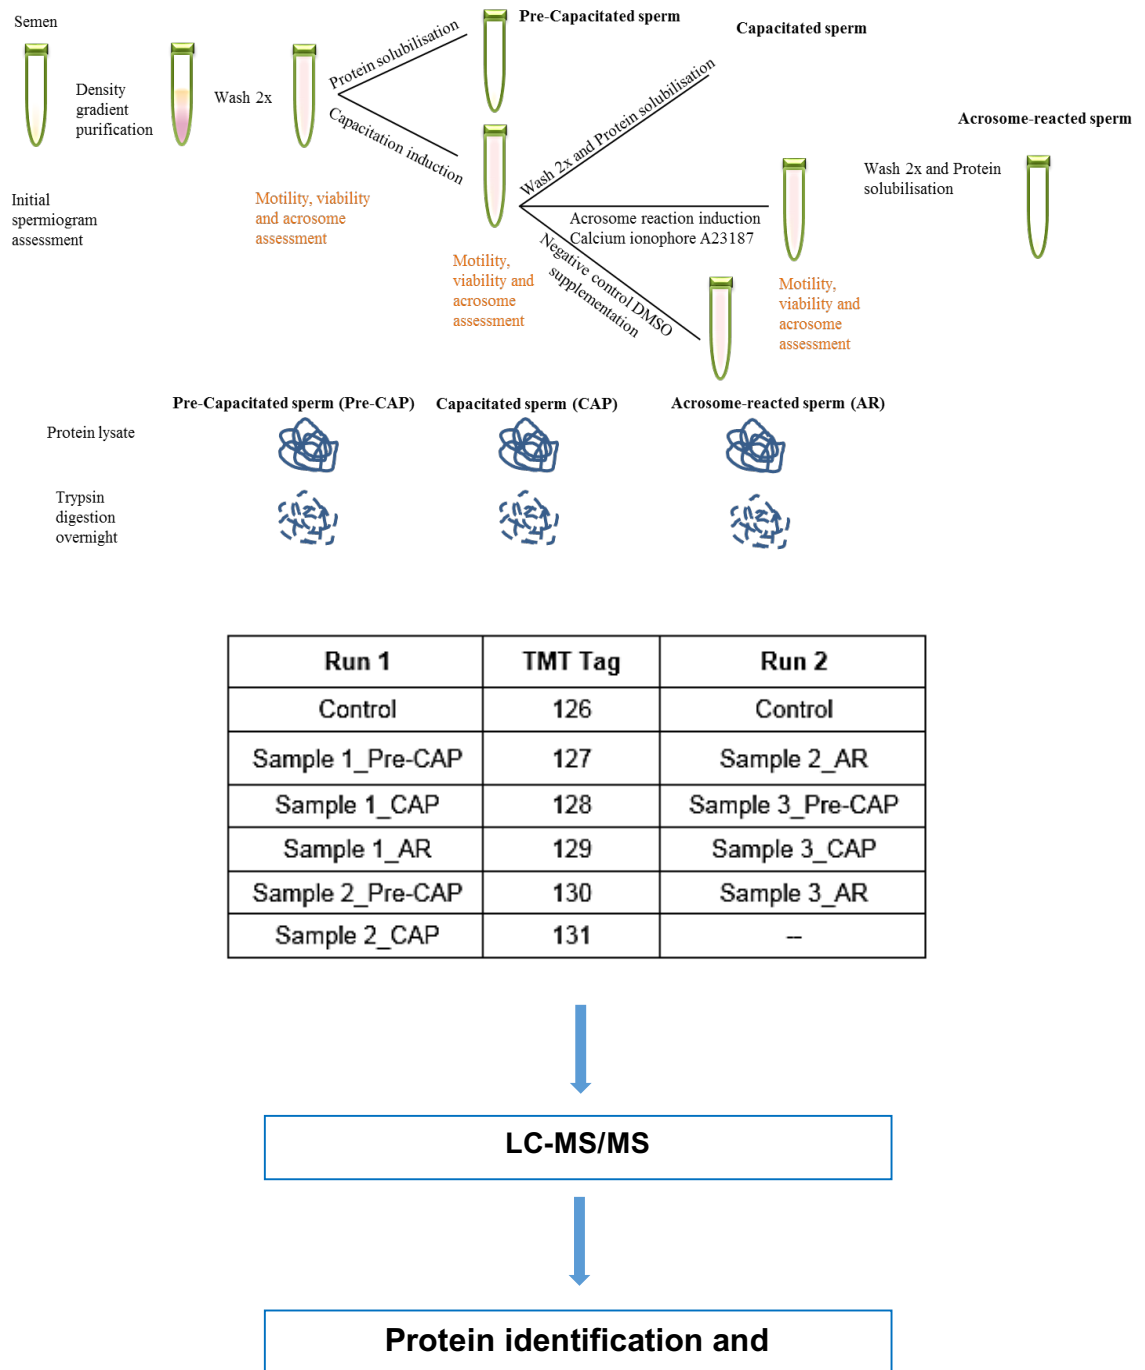 Semen
Pre-Capacitated sperm
Capacitated sperm
Density
gradient
purification
Wash 2x
Protein solubilisation
Capacitation induction
Initial
spermiogram
assessment
Motility, viability
and acrosome
assessment
Motility,
viability and
acrosome
assessment
Wash 2x and Protein solubilisation
Acrosome reaction induction
Calcium ionophore A23187
Negative control DMSO
supplementation
Motility,
viability and
acrosome
assessment
Wash 2x and Protein
solubilisation
Acrosome-reacted sperm
Pre-Capacitated sperm (Pre-CAP)
Capacitated sperm (CAP)
Acrosome-reacted sperm (AR)
Protein lysate
Trypsin
digestion
overnight
Run 1 TMT Tag Run 2
Control 126 Control
Sample 1_Pre-CAP 127 Sample 2_AR
Sample 1_CAP 128 Sample 3_Pre-CAP
Sample 1_AR 129 Sample 3_CAP
Sample 2_Pre-CAP 130 Sample 3_AR
Sample 2_CAP 131 --
LC-MS/MS
Protein identification and